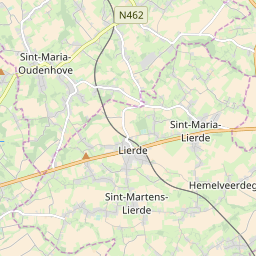 N462
Sint-Maria-
Oudenhove
Sint-Maria-
Lierde
Lierde
Hemelveerdeg
Sint-Martens-
Lierde